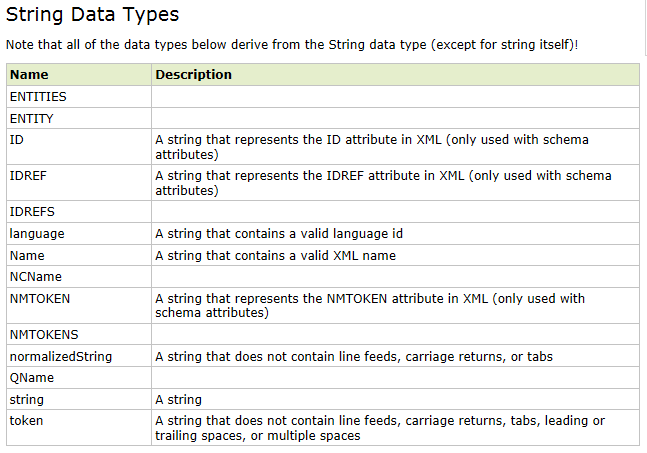 String Data Types
Note that all of the data types below derive from the String data type (except for string itself)!
Name Description
ENTITIES
ENTITY
ID A string that represents the ID attribute in XML (only used with schema
attributes)
IDREF A string that represents the IDREF attribute in XML (only used with schema
attributes)
IDREFS
language A string that contains a valid language id
Name A string that contains a valid XML name
NCName
NMTOKEN A string that represents the NMTOKEN attribute in XML (only used with
schema attributes)
NMTOKENS
normalizedString A string that does not contain line feeds, carriage returns, or tabs
QName
string A string
token A string that does not contain line feeds, carriage returns, tabs, leading or
trailing spaces, or multiple spaces